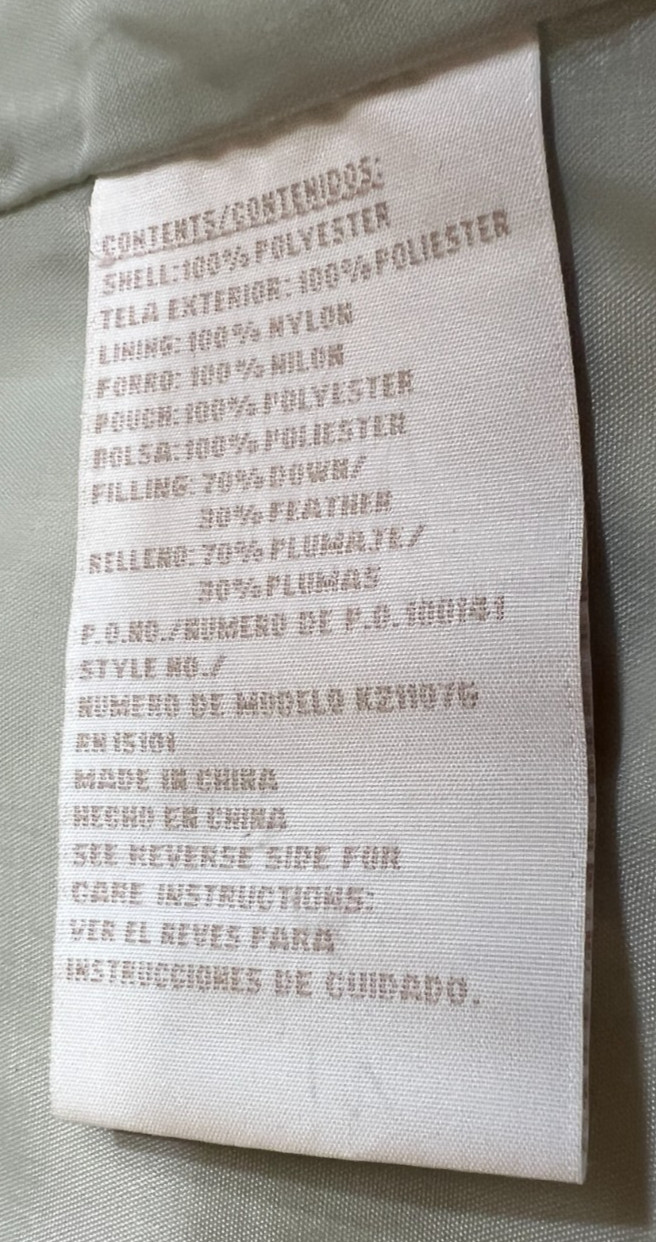 CONTENTS/CONTENIDOS:
SHELL:100% POLYESTER
TELA EXTERIOR: 100% POLIESTER
LINING: 100% NYLON
FORRO: 100% NILON
POUCH:100% POLYESTER
BOLSA:100% POLIESTER
FILLING: 70% DOWN/
30% FEATHER
RELLENO: 70% PLUMAJE/
30% PLUMAS
P.O.NO./NUMERO DE P.O. 100141
STYLE NO./
NUMERO DE MODELO K21107G
RN 15101
MADE IN CHINA
HECHO EN CHINA
SEE REVERSE SIDE FOR
CARE INSTRUCTIONS:
VER EL REVES PARA
INSTRUCCIONES DE CUIDADO.